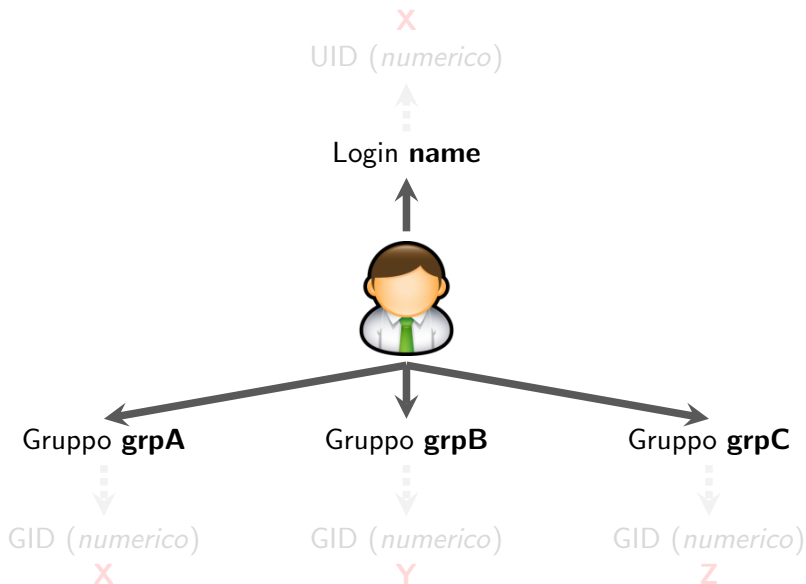 X
UID (numerico)
Login name
Gruppo grpA Gruppo grpB Gruppo grpC
GID (numerico) GID (numerico) GID (numerico)
X Y Z